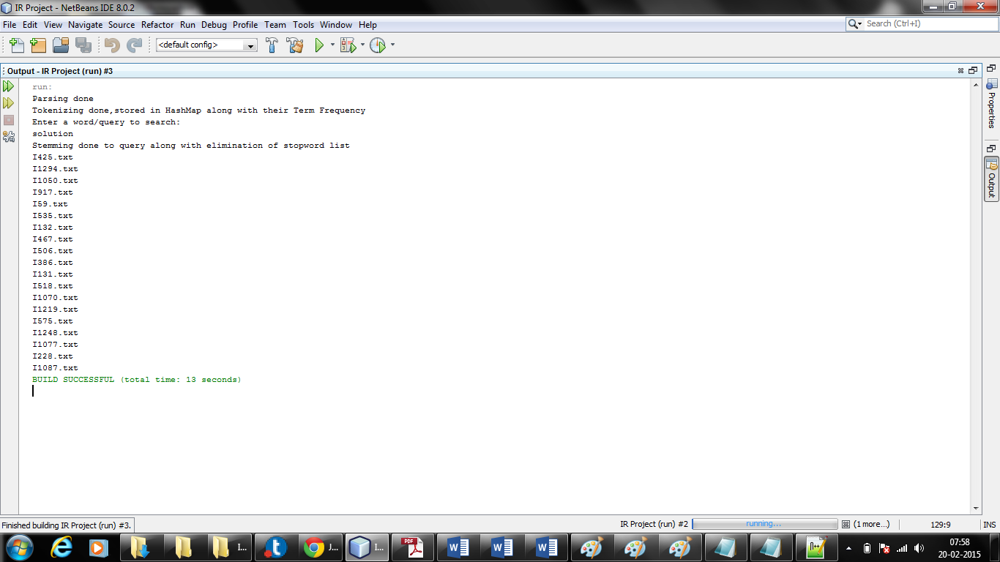 IR Project - NetBeans IDE 8.0.2
File Edit View Navigate Source Refactor Run Debug Profile Team Tools Window Help
Search (Ctrl+I)
<default config>
Output - IR Project (run) #3
run:
Parsing done
Tokenizing done,stored in HashMap along with their Term Frequency
Enter a word/query to search:
solution
Stemming done to query along with elimination of stopword list
I425.txt
I1294.txt
I1050.txt
I917.txt
I59.txt
I535.txt
I132.txt
I467.txt
I506.txt
I386.txt
I131.txt
I518.txt
I1070.txt
I1219.txt
I575.txt
I1248.txt
I1077.txt
I228.txt
I1087.txt
BUILD SUCCESSFUL (total time: 13 seconds)
Properties
Output
Finished building IR Project (run) #3.
IR Project (run) #2
running...
(1 more...)
129:9
INS
I...
J...
I...
PDF
07:58
20-02-2015